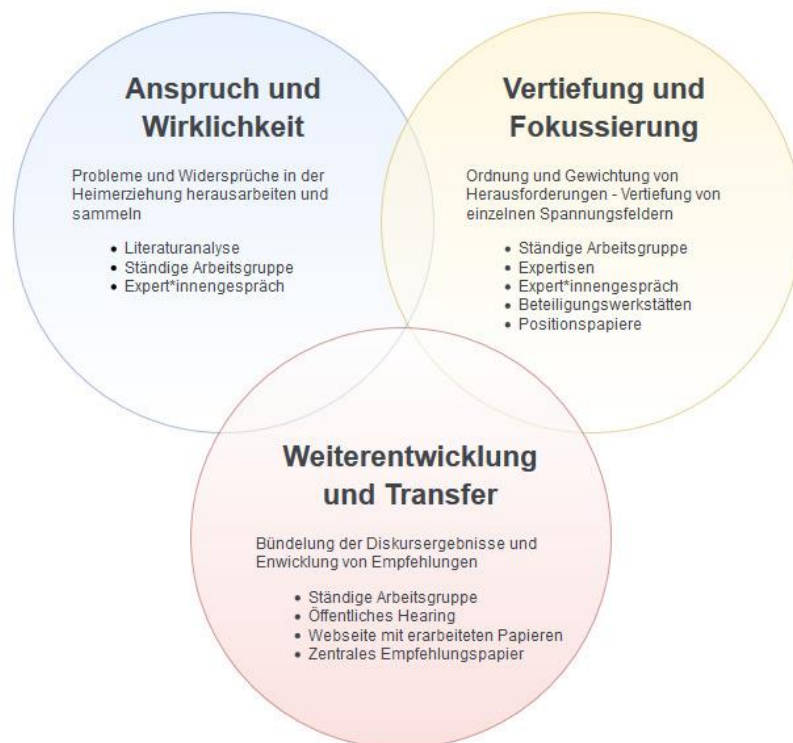 Anspruch und
Wirklichkeit
Probleme und Widersprüche in der
Heimerziehung herausarbeiten und
sammeln
• Literaturanalyse
• Ständige Arbeitsgruppe
• Expert*innengespräch
Vertiefung und
Fokussierung
Ordnung und Gewichtung von
Herausforderungen - Vertiefung von
einzelnen Spannungsfeldern
• Ständige Arbeitsgruppe
• Expertisen
• Expert*innengespräch
• Beteiligungswerkstätten
• Positionspapiere
Weiterentwicklung
und Transfer
Bündelung der Diskursergebnisse und
Enwicklung von Empfehlungen
• Ständige Arbeitsgruppe
• Öffentliches Hearing
• Webseite mit erarbeiteten Papieren
• Zentrales Empfehlungspapier